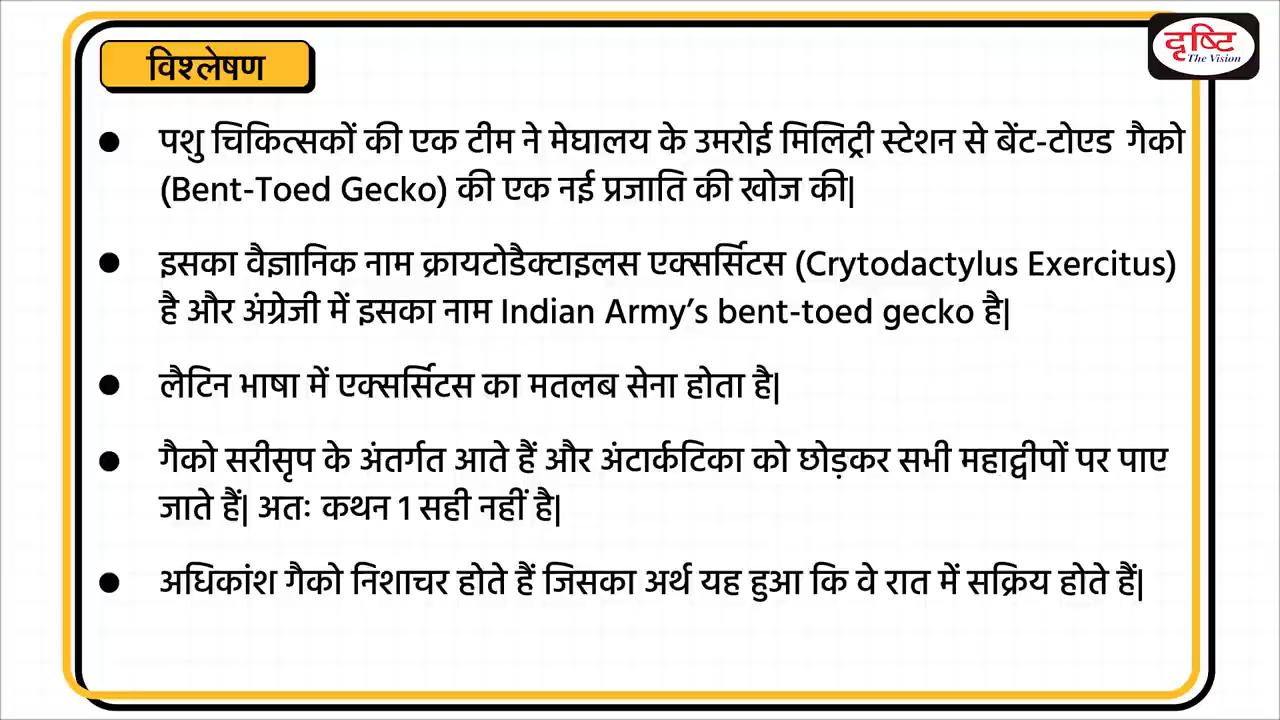 दृष्टि
The Vision
विश्लेषण
● पशु चिकित्सकों की एक टीम ने मेघालय के उमरोई मिलिट्री स्टेशन से बेंट-टोएड गैको
(Bent-Toed Gecko) की एक नई प्रजाति की खोज की|
● इसका वैज्ञानिक नाम क्रायटोडैक्टाइलस एक्सर्सिटस (Crytodactylus Exercitus)
है और अंग्रेजी में इसका नाम Indian Army’s bent-toed gecko है|
● लैटिन भाषा में एक्सर्सिटस का मतलब सेना होता है|
● गैको सरीसृप के अंतर्गत आते हैं और अंटार्कटिका को छोड़कर सभी महाद्वीपों पर पाए
जाते हैं| अतः कथन 1 सही नहीं है|
● अधिकांश गैको निशाचर होते हैं जिसका अर्थ यह हुआ कि वे रात में सक्रिय होते हैं|